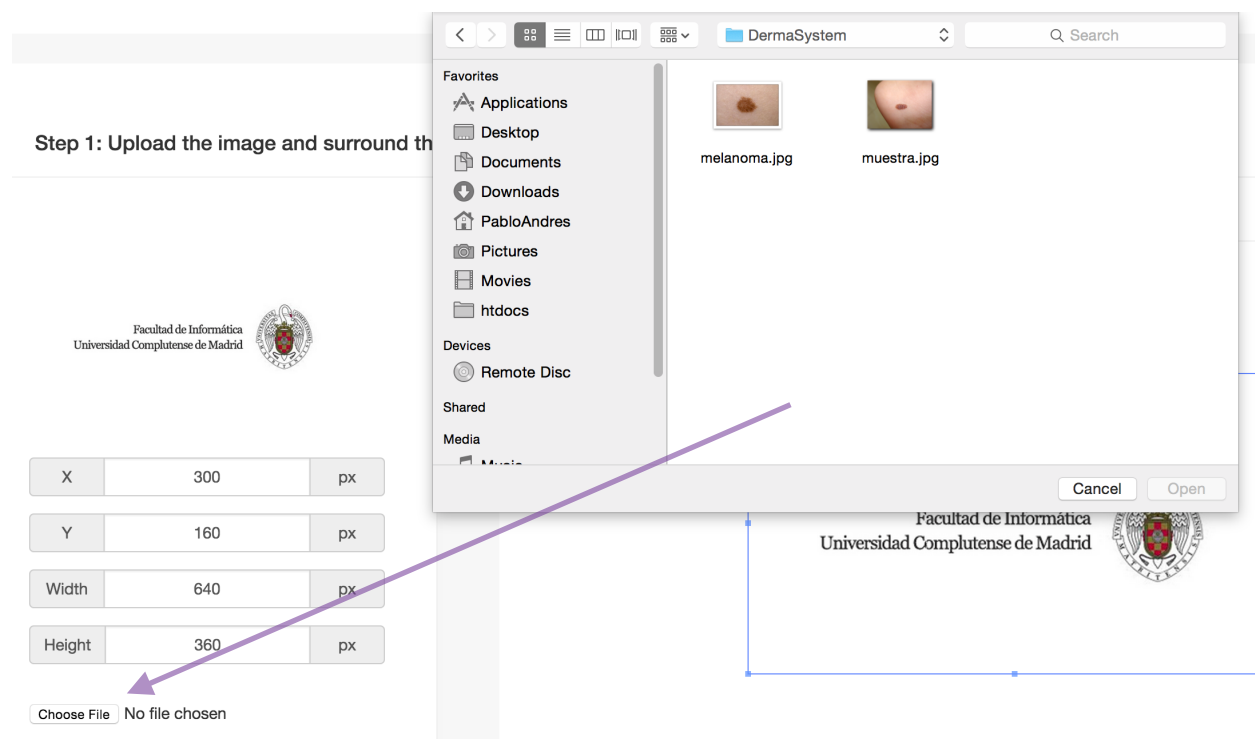 DermaSystem
Search
Favorites
Applications
Desktop
Documents
Downloads
PabloAndres
Pictures
Movies
htdocs
Devices
Remote Disc
Shared
Media
Music
melanoma.jpg
muestra.jpg
Cancel
Open
Step 1: Upload the image and surround th
Facultad de Informática
Universidad Complutense de Madrid
X 300 px
Y 160 px
Width 640 px
Height 360 px
Choose File No file chosen
Facultad de Informática
Universidad Complutense de Madrid